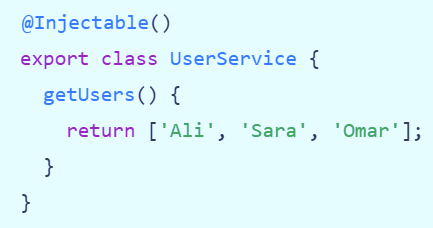 @Injectable()
export class UserService {
  getUsers() {
    return ['Ali', 'Sara', 'Omar'];
  }
}